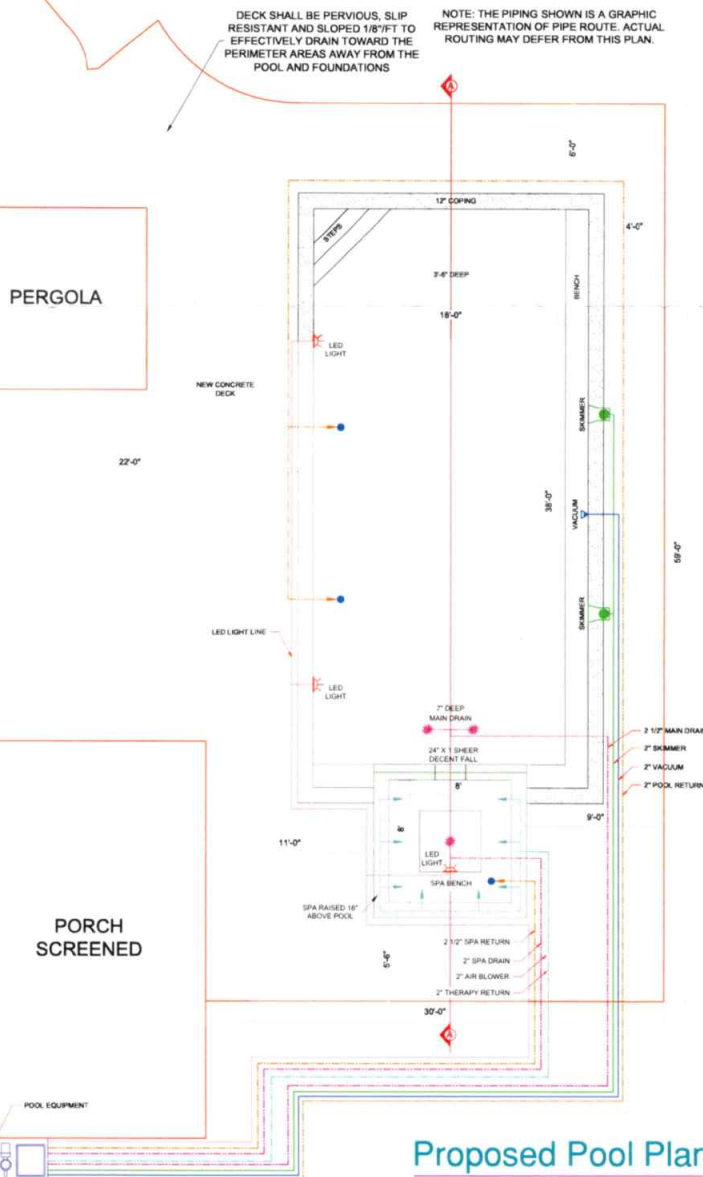 DECK SHALL BE PERVIOUS, SLIP
RESISTANT AND SLOPED 1/8"/FT TO
EFFECTIVELY DRAIN TOWARD THE
PERIMETER AREAS AWAY FROM THE
POOL AND FOUNDATIONS
NOTE: THE PIPING SHOWN IS A GRAPHIC
REPRESENTATION OF PIPE ROUTE. ACTUAL
ROUTING MAY DEFER FROM THIS PLAN.
A
6'-0"
12" COPING
4'-0"
STEPS
3'-6" DEEP
BENCH
PERGOLA
18'-0"
LED
LIGHT
NEW CONCRETE
DECK
SKIMMER
22'-0"
38'-0"
VACUUM
59'-0"
SKIMMER
LED LIGHT LINE
LED
LIGHT
7" DEEP
MAIN DRAIN
2 1/2" MAIN DRAIN
24" X 1 SHEER
DECENT FALL
2" SKIMMER
2" VACUUM
8'
2" POOL RETURN
9'-0"
8'
11'-0"
LED
LIGHT
SPA BENCH
SPA RAISED 18"
ABOVE POOL
PORCH
SCREENED
2 1/2" SPA RETURN
5'-6"
2" SPA DRAIN
2" AIR BLOWER
2" THERAPY RETURN
30'-0"
A
POOL EQUIPMENT
Proposed Pool Plan